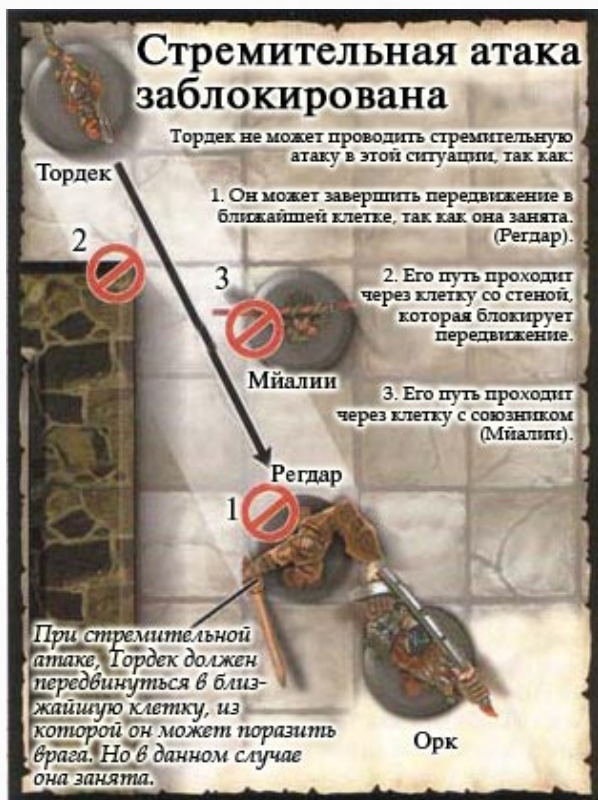 Стремительная атака
заблокирована
Тордек не может проводить стремительную
атаку в этой ситуации, так как:
Тордек
1. Он может завершить передвижение в
ближайшей клетке, так как она занята.
(Регдар).
2
2. Его путь проходит
через клетку со стеной,
которая блокирует
передвижение.
3
Мйалии
3. Его путь проходит
через клетку с союзником
(Мйалии).
Регдар
1
При стремительной
атаке, Тордек должен
передвинуться в бли-
жайшую клетку, из
которой он может поразить
врага. Но в данном случае
она занята.
Орк